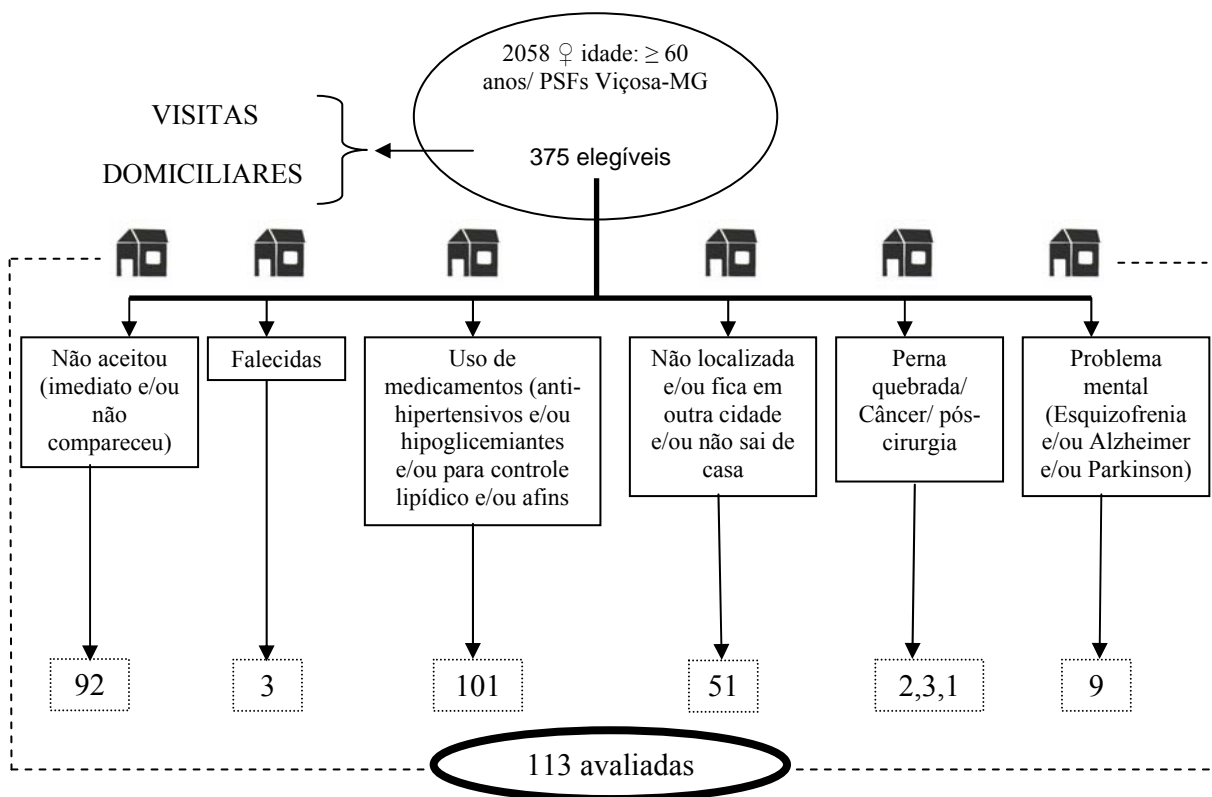 2058 ♀ idade: ≥ 60
anos/ PSFs Viçosa-MG
375 elegíveis
VISITAS
DOMICILIARES
Não aceitou
(imediato e/ou
não
compareceu)
Falecidas
Uso de
medicamentos (anti-
hipertensivos e/ou
hipoglicemiantes
e/ou para controle
lipídico e/ou afins
Não localizada
e/ou fica em
outra cidade
e/ou não sai de
casa
Perna
quebrada/
Câncer/ pós-
cirurgia
Problema
mental
(Esquizofrenia
e/ou Alzheimer
e/ou Parkinson)
92
3
101
51
2,3,1
9
113 avaliadas